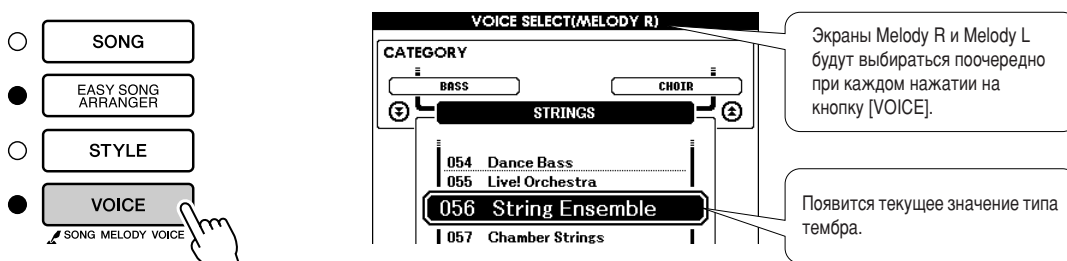 SONG
EASY SONG
ARRANGER
STYLE
VOICE
SONG MELODY VOICE
VOICE SELECT(MELODY R)
CATEGORY
BASS
CHOIR
STRINGS
054 Dance Bass
055 Live! Orchestra
056 String Ensemble
057 Chamber Strings
Экраны Melody R и Melody L
будут выбираться поочередно
при каждом нажатии на
кнопку [VOICE].
Появится текущее значение типа
тембра.